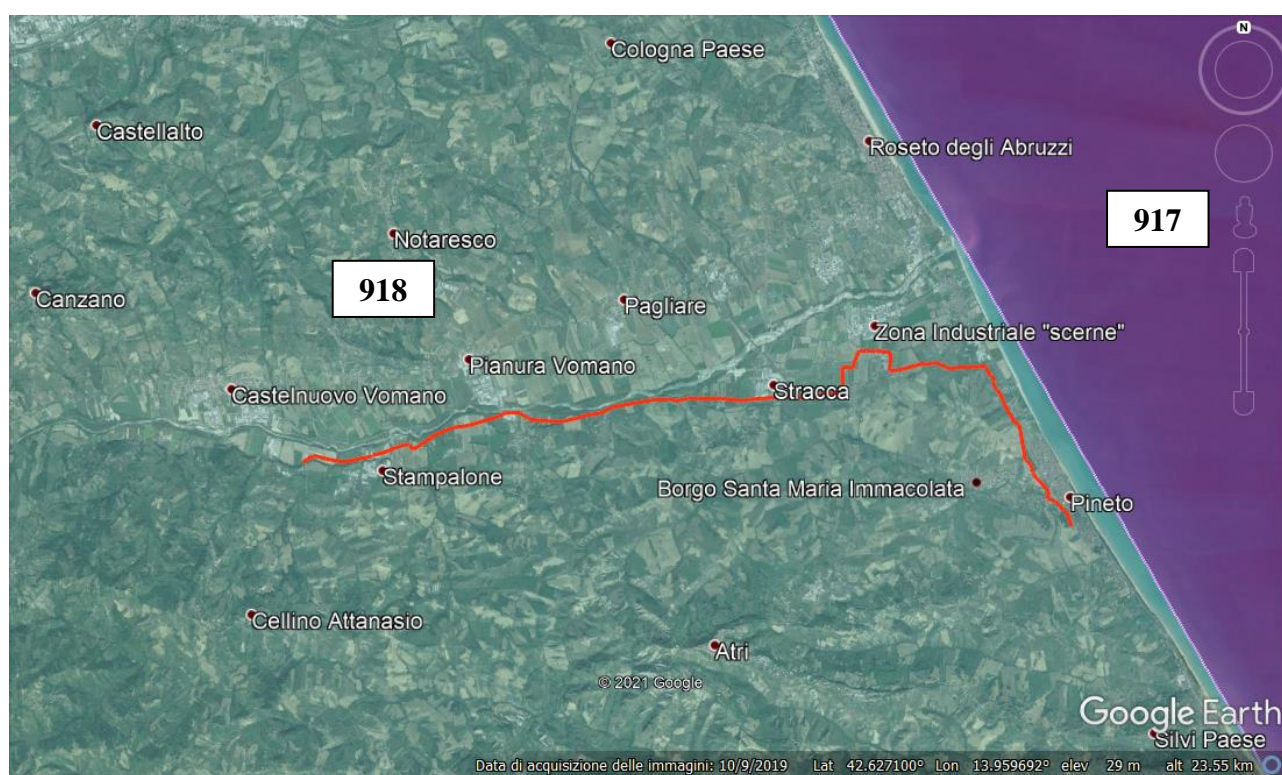 N
Cologna Paese
Castellalto
Roseto degli Abruzzi
917
Notaresco
918
Canzano
Pagliare
Zona Industriale "scerne"
Pianura Vomano
Castelnuovo Vomano
Stracca
Stampalone
Borgo Santa Maria Immacolata
Pineto
Cellino Attanasio
Atri
© 2021 Google
Google Earth
Silvi Paese
Data di acquisizione delle immagini: 10/9/2019 Lat 42.627100° Lon 13.959692° elev 29 m alt 23.55 km